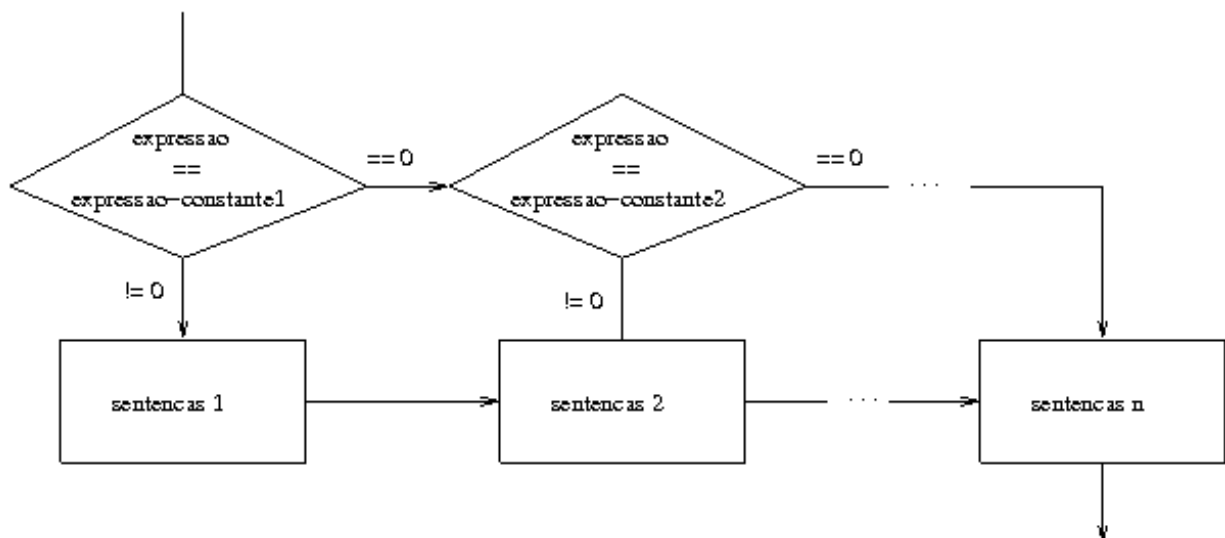 expressao
==
expressao-constante1
== 0
expressao
==
expressao-constante2
== 0
...
!= 0
!= 0
sentencas 1
sentencas 2
...
sentencas n